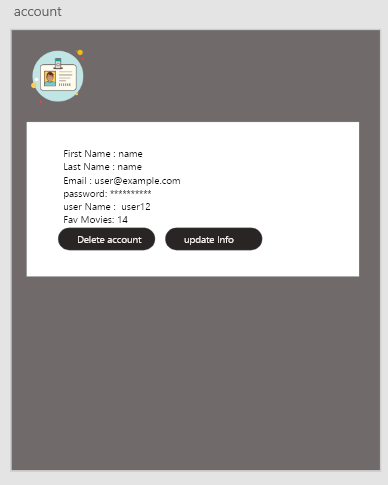 account
First Name : name
Last Name : name
Email : user@example.com
password: **********
user Name :  user12
Fav Movies: 14
Delete account
update Info